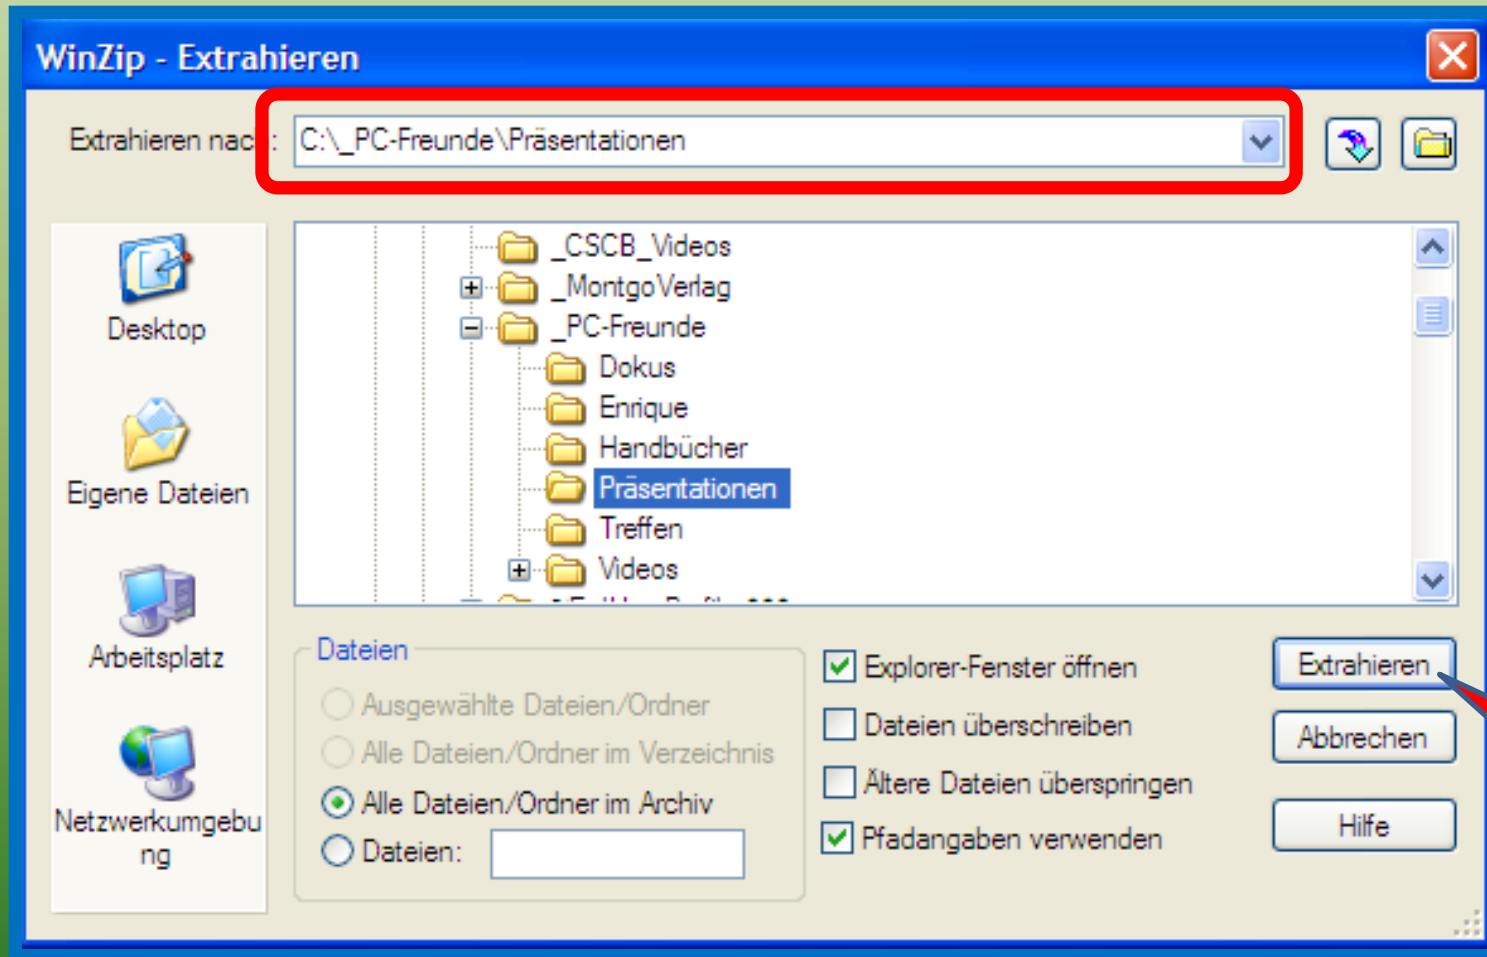 WinZip - Extrahieren
Extrahieren nach:
C:\_PC-Freunde\Präsentationen
Desktop
Eigene Dateien
Arbeitsplatz
Netzwerkumgebu
ng
_CSCB_Videos
_MontgoVerlag
_PC-Freunde
Dokus
Enrique
Handbücher
Präsentationen
Treffen
Videos
Dateien
Ausgewählte Dateien/Ordner
Alle Dateien/Ordner im Verzeichnis
Alle Dateien/Ordner im Archiv
Dateien:
Explorer-Fenster öffnen
Dateien überschreiben
Ältere Dateien überspringen
Pfadangaben verwenden
Extrahieren
Abbrechen
Hilfe